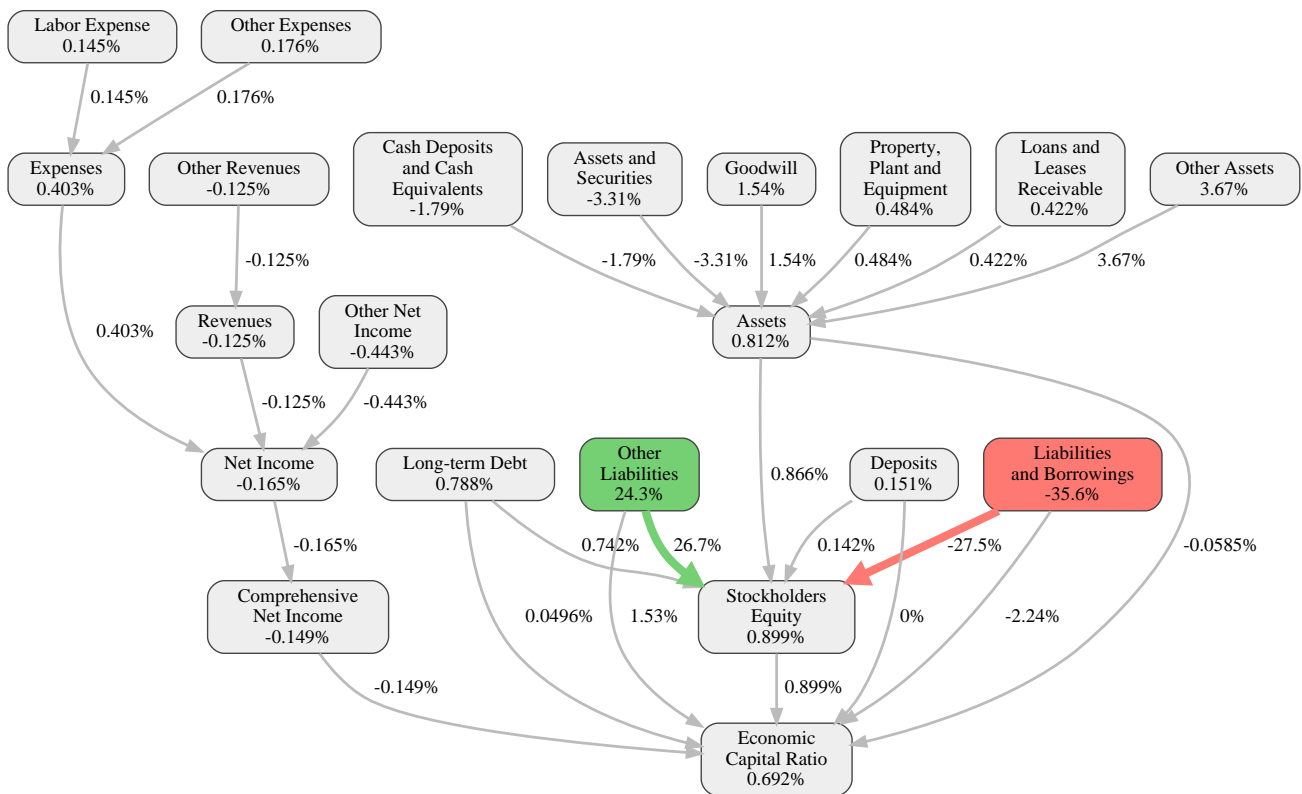 Labor Expense
0.145%
Other Expenses
0.176%
0.145%
0.176%
Expenses
0.403%
Other Revenues
-0.125%
Cash Deposits
and Cash
Equivalents
-1.79%
Assets and
Securities
-3.31%
Goodwill
1.54%
Property,
Plant and
Equipment
0.484%
Loans and
Leases
Receivable
0.422%
Other Assets
3.67%
-0.125%
-1.79%
-3.31%
1.54%
0.484%
0.422%
3.67%
0.403%
Revenues
-0.125%
Other Net
Income
-0.443%
Assets
0.812%
-0.125%
-0.443%
Net Income
-0.165%
Long-term Debt
0.788%
Other
Liabilities
24.3%
0.866%
Deposits
0.151%
Liabilities
and Borrowings
-35.6%
-0.165%
0.742%
26.7%
0.142%
-27.5%
-0.0585%
Comprehensive
Net Income
-0.149%
0.0496%
1.53%
Stockholders
Equity
0.899%
0%
-2.24%
-0.149%
0.899%
Economic
Capital Ratio
0.692%